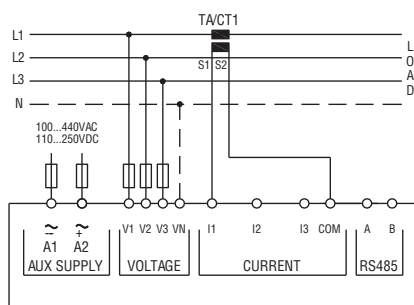 TA/CT1
L1
L2
L3
N
S1 S2
LOAD
100...440VAC
110...250VDC
V1 V2 V3 VN I1 I2 I3 COM A B
~ ~
- +
A1 A2
AUX SUPPLY VOLTAGE CURRENT RS485